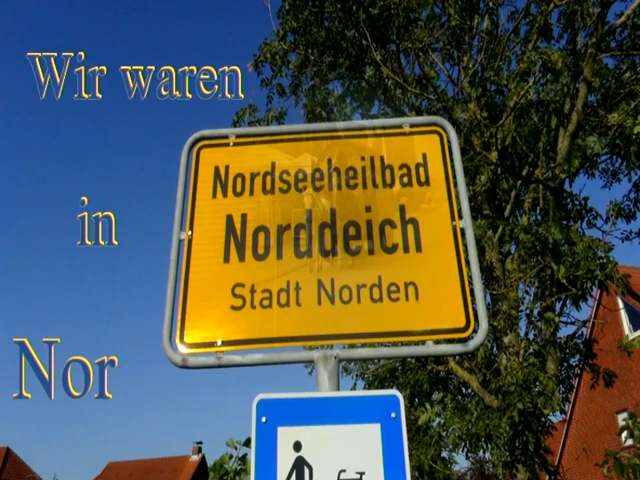 Wir waren
in
Nor
Nordseeheilbad
Norddeich
Stadt Norden